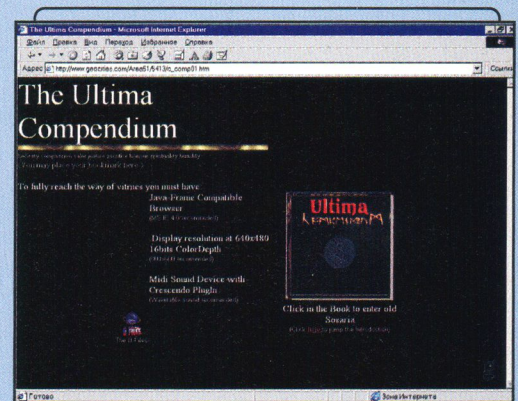 The Ultima Compendium - Microsoft Internet Explorer
Файл Правка Вид Переход Избранное Справка
Адрес http://www.geocities.com/Area51/5413/c_comp01.htm
Ссылки
The Ultima
Compendium
To fully reach the way of virtues you must have
Java-Frame Compatible
Browser
Display resolution at 640x480
16bits ColorDepth
Midi Sound Device with
Crescendo PlugIn
Ultima
Click in the Book to enter old
Sosaria
Готово
Зона Интернета